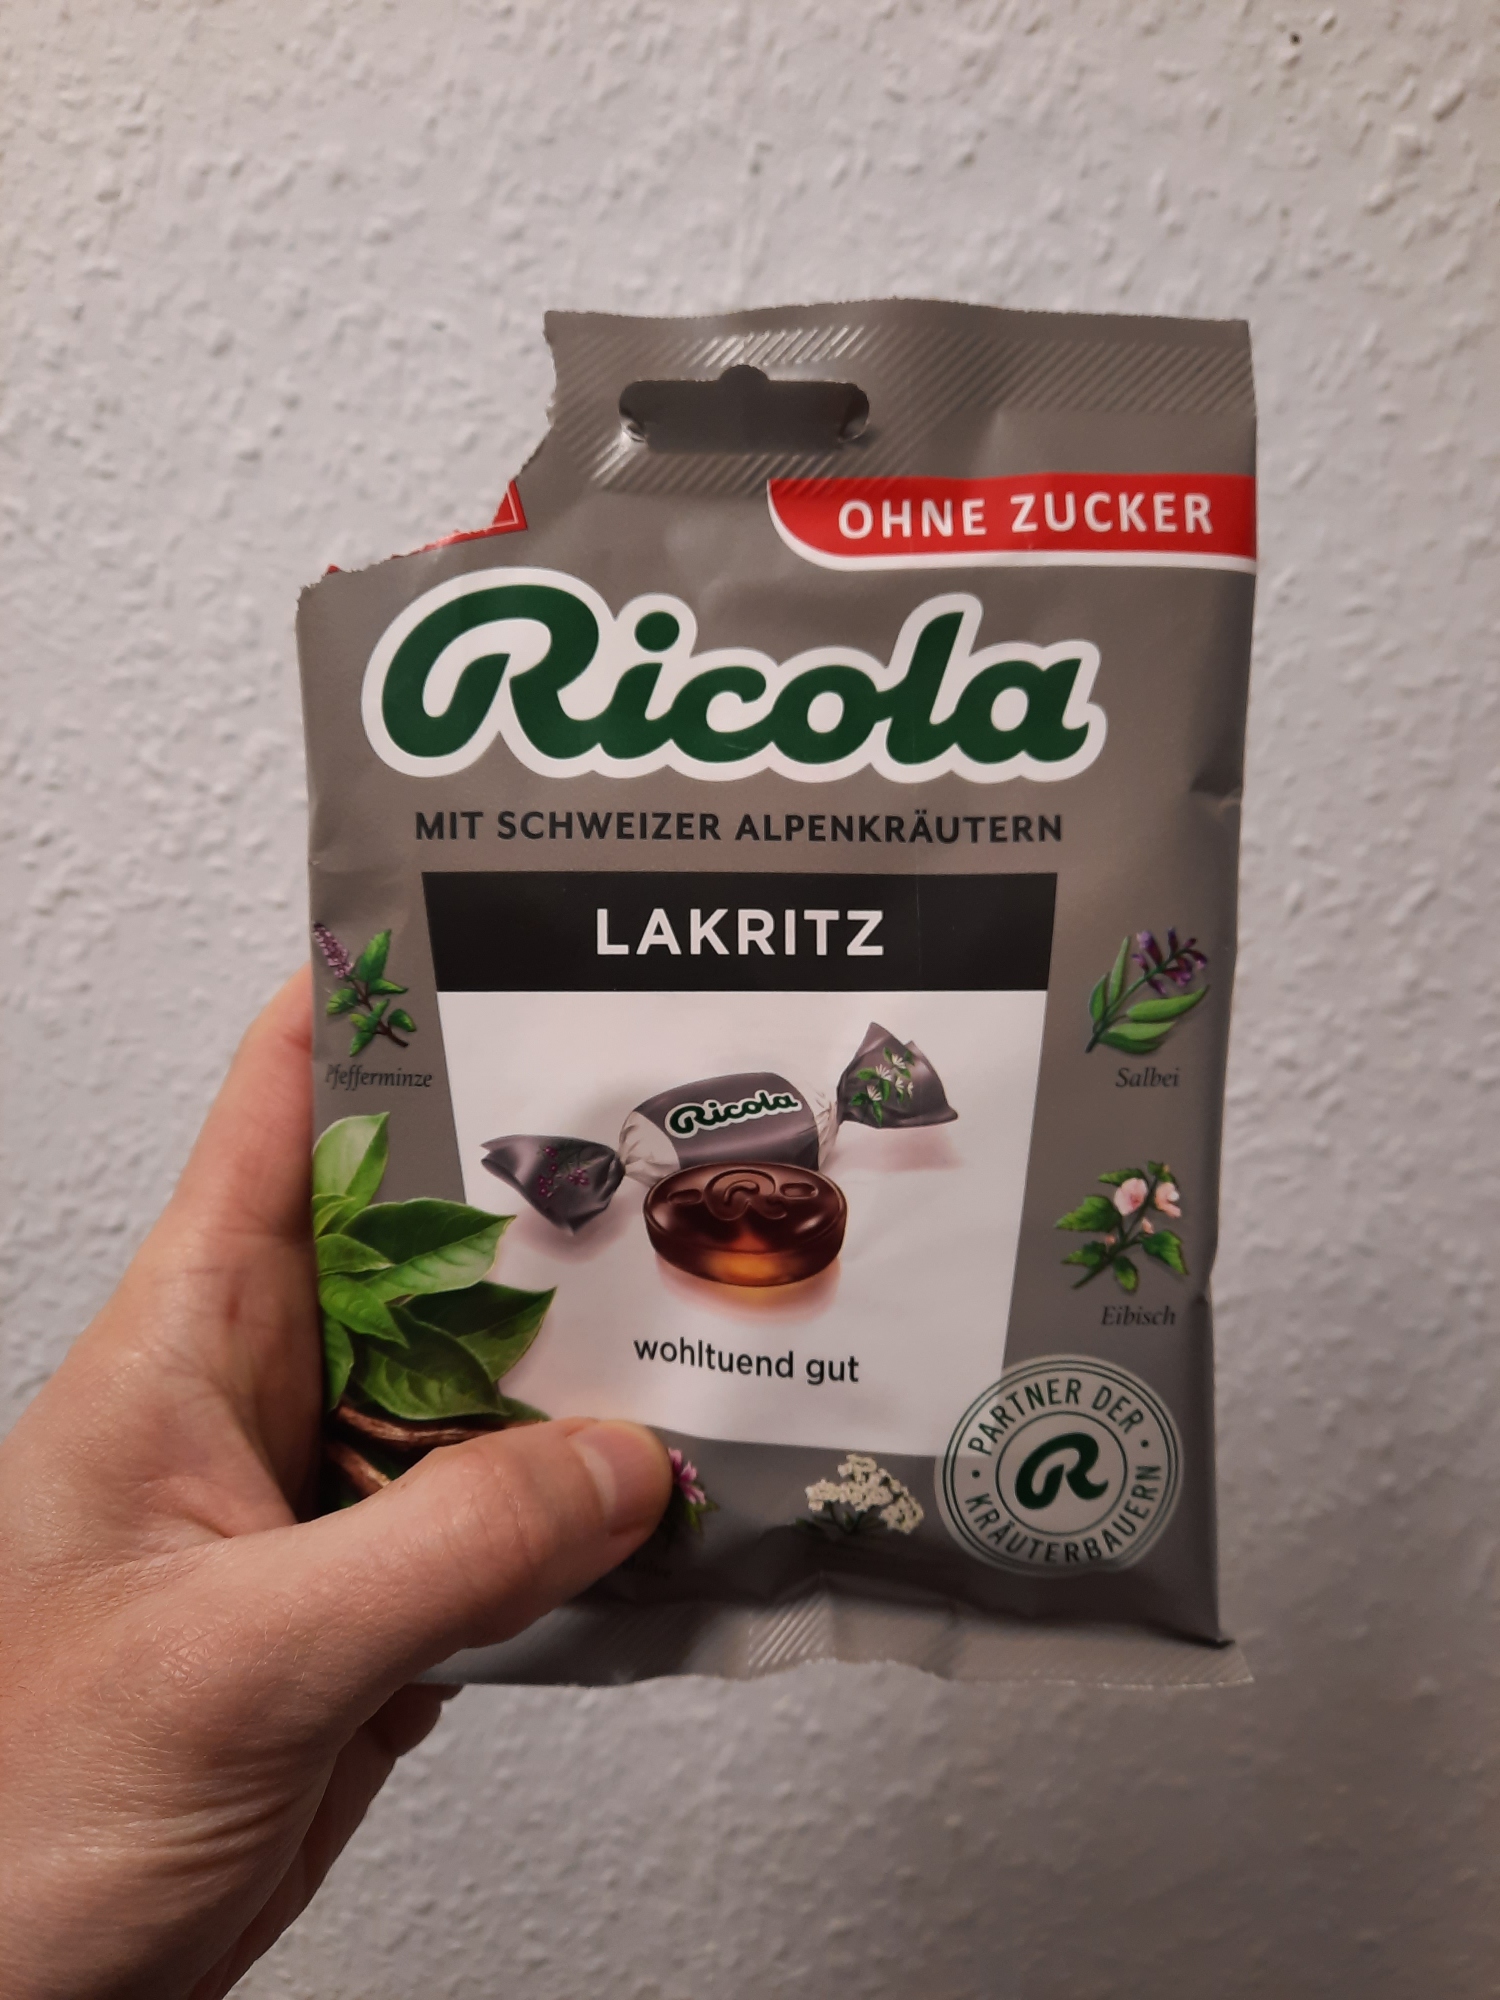 OHNE ZUCKER
Ricola
MIT SCHWEIZER ALPENKRÄUTERN
LAKRITZ
Pfefferminze
Salbei
Ricola
Eibisch
wohltuend gut
PARTNER DER
R
KRÄUTERBAUERN